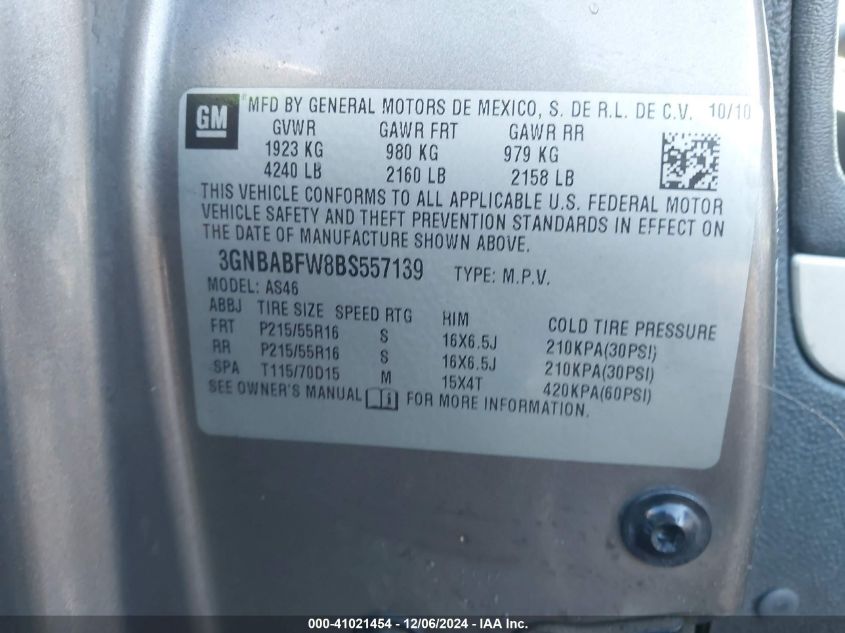 GM MFD BY GENERAL MOTORS DE MEXICO, S. DE R.L. DE C.V. 10/10
GVWR GAWR FRT GAWR RR
1923 KG 980 KG 979 KG
4240 LB 2160 LB 2158 LB
THIS VEHICLE CONFORMS TO ALL APPLICABLE U.S. FEDERAL MOTOR
VEHICLE SAFETY AND THEFT PREVENTION STANDARDS IN EFFECT ON
THE DATE OF MANUFACTURE SHOWN ABOVE.
3GNBABFW8BS557139 TYPE: M.P.V.
MODEL: AS46
ABBJ TIRE SIZE SPEED RTG HIM COLD TIRE PRESSURE
FRT P215/55R16 S 16X6.5J 210KPA(30PSI)
RR P215/55R16 S 16X6.5J 210KPA(30PSI)
SPA T115/70D15 M 15X4T 420KPA(60PSI)
SEE OWNER'S MANUAL FOR MORE INFORMATION.
000-41021454 - 12/06/2024 - IAA Inc.